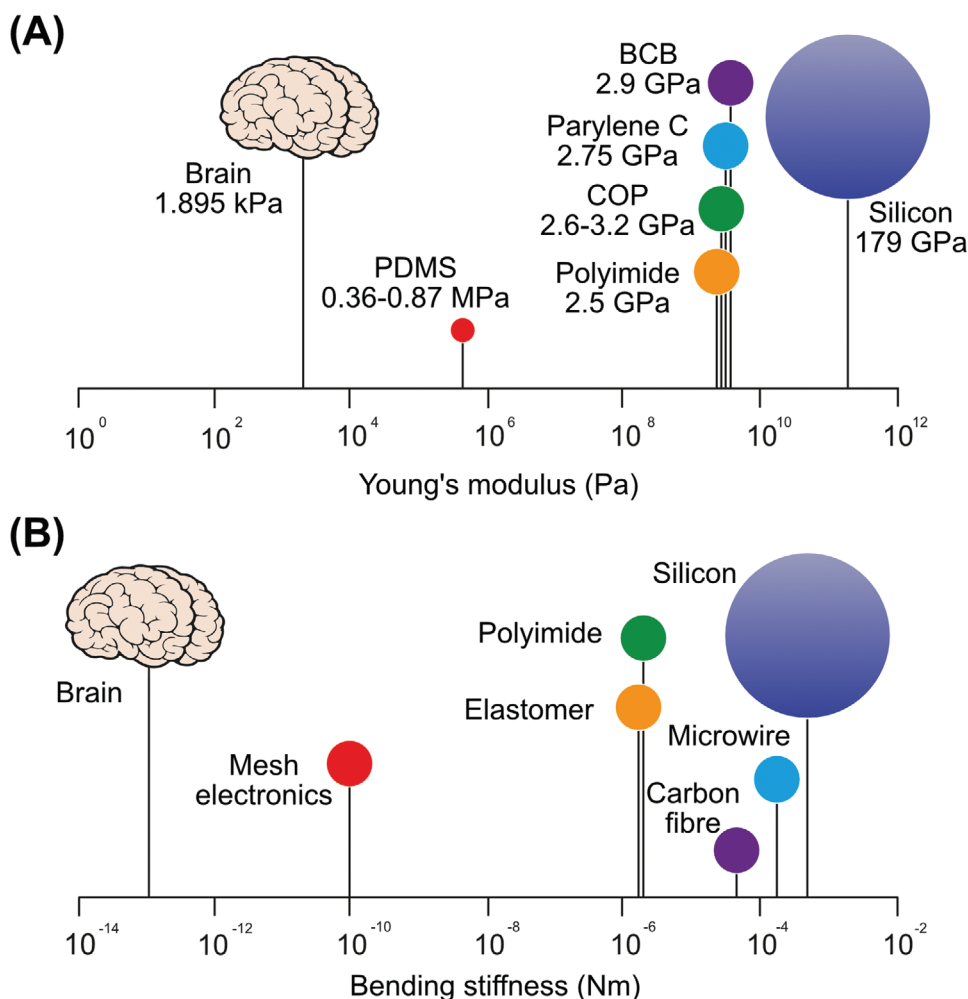 (A)
BCB
2.9 GPa
Parylene C
2.75 GPa
Brain
1.895 kPa
COP
2.6-3.2 GPa
Silicon
179 GPa
PDMS
0.36-0.87 MPa
Polyimide
2.5 GPa
10^0 10^2 10^4 10^6 10^8 10^10 10^12
Young's modulus (Pa)
(B)
Silicon
Polyimide
Brain
Elastomer
Microwire
Mesh
electronics
Carbon
fibre
10^-14 10^-12 10^-10 10^-8 10^-6 10^-4 10^-2
Bending stiffness (Nm)